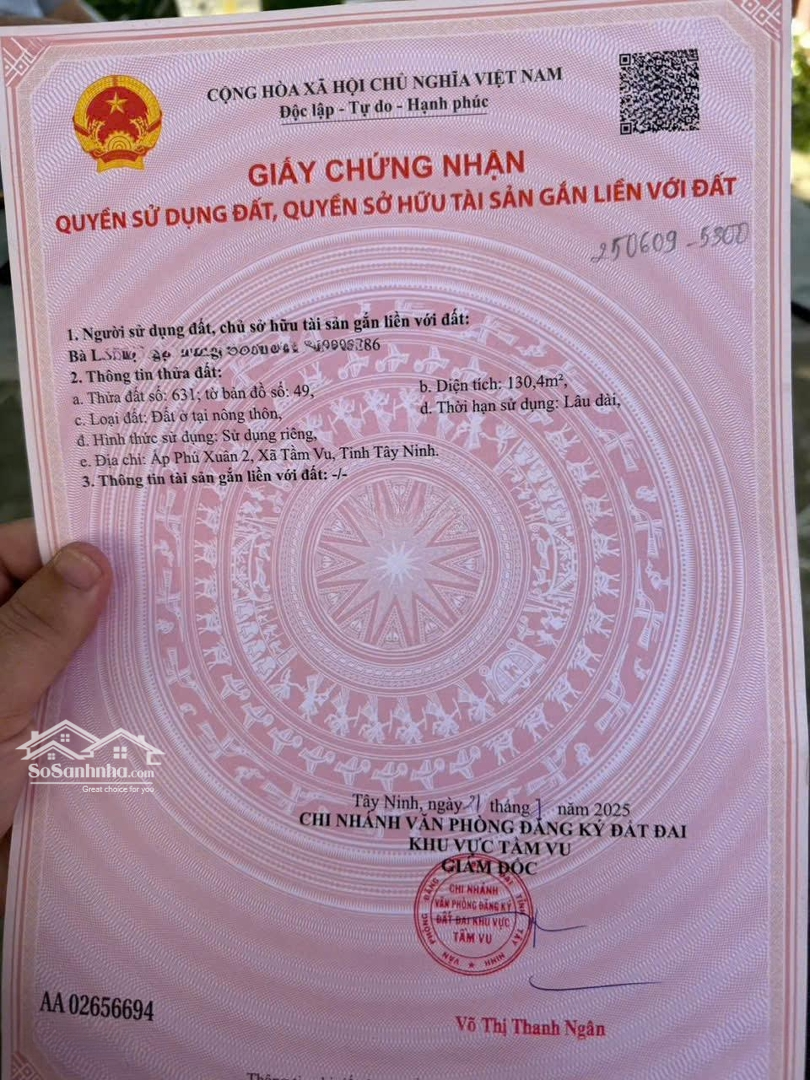 CỘNG HÒA XÃ HỘI CHỦ NGHĨA VIỆT NAM
Độc lập - Tự do - Hạnh phúc
GIẤY CHỨNG NHẬN
QUYỀN SỬ DỤNG ĐẤT, QUYỀN SỞ HỮU TÀI SẢN GẮN LIỀN VỚI ĐẤT
250609-5300
1. Người sử dụng đất, chủ sở hữu tài sản gắn liền với đất:
Bà
2. Thông tin thửa đất:
a. Thửa đất số: 631; tờ bản đồ số: 49,
b. Diện tích: 130,4m²,
c. Loại đất: Đất ở tại nông thôn,
d. Thời hạn sử dụng: Lâu dài,
đ. Hình thức sử dụng: Sử dụng riêng,
e. Địa chỉ: Ấp Phú Xuân 2, Xã Tầm Vu, Tỉnh Tây Ninh.
3. Thông tin tài sản gắn liền với đất: -/-
SoSanhnha.com
Great choice for you
Tây Ninh, ngày tháng năm 2025
CHI NHÁNH VĂN PHÒNG ĐĂNG KÝ ĐẤT ĐAI
KHU VỰC TẦM VU
GIÁM ĐỐC
CHI NHÁNH
VĂN PHÒNG ĐĂNG KÝ
ĐẤT ĐAI KHU VỰC
TẦM VU
AA 02656694
Võ Thị Thanh Ngân